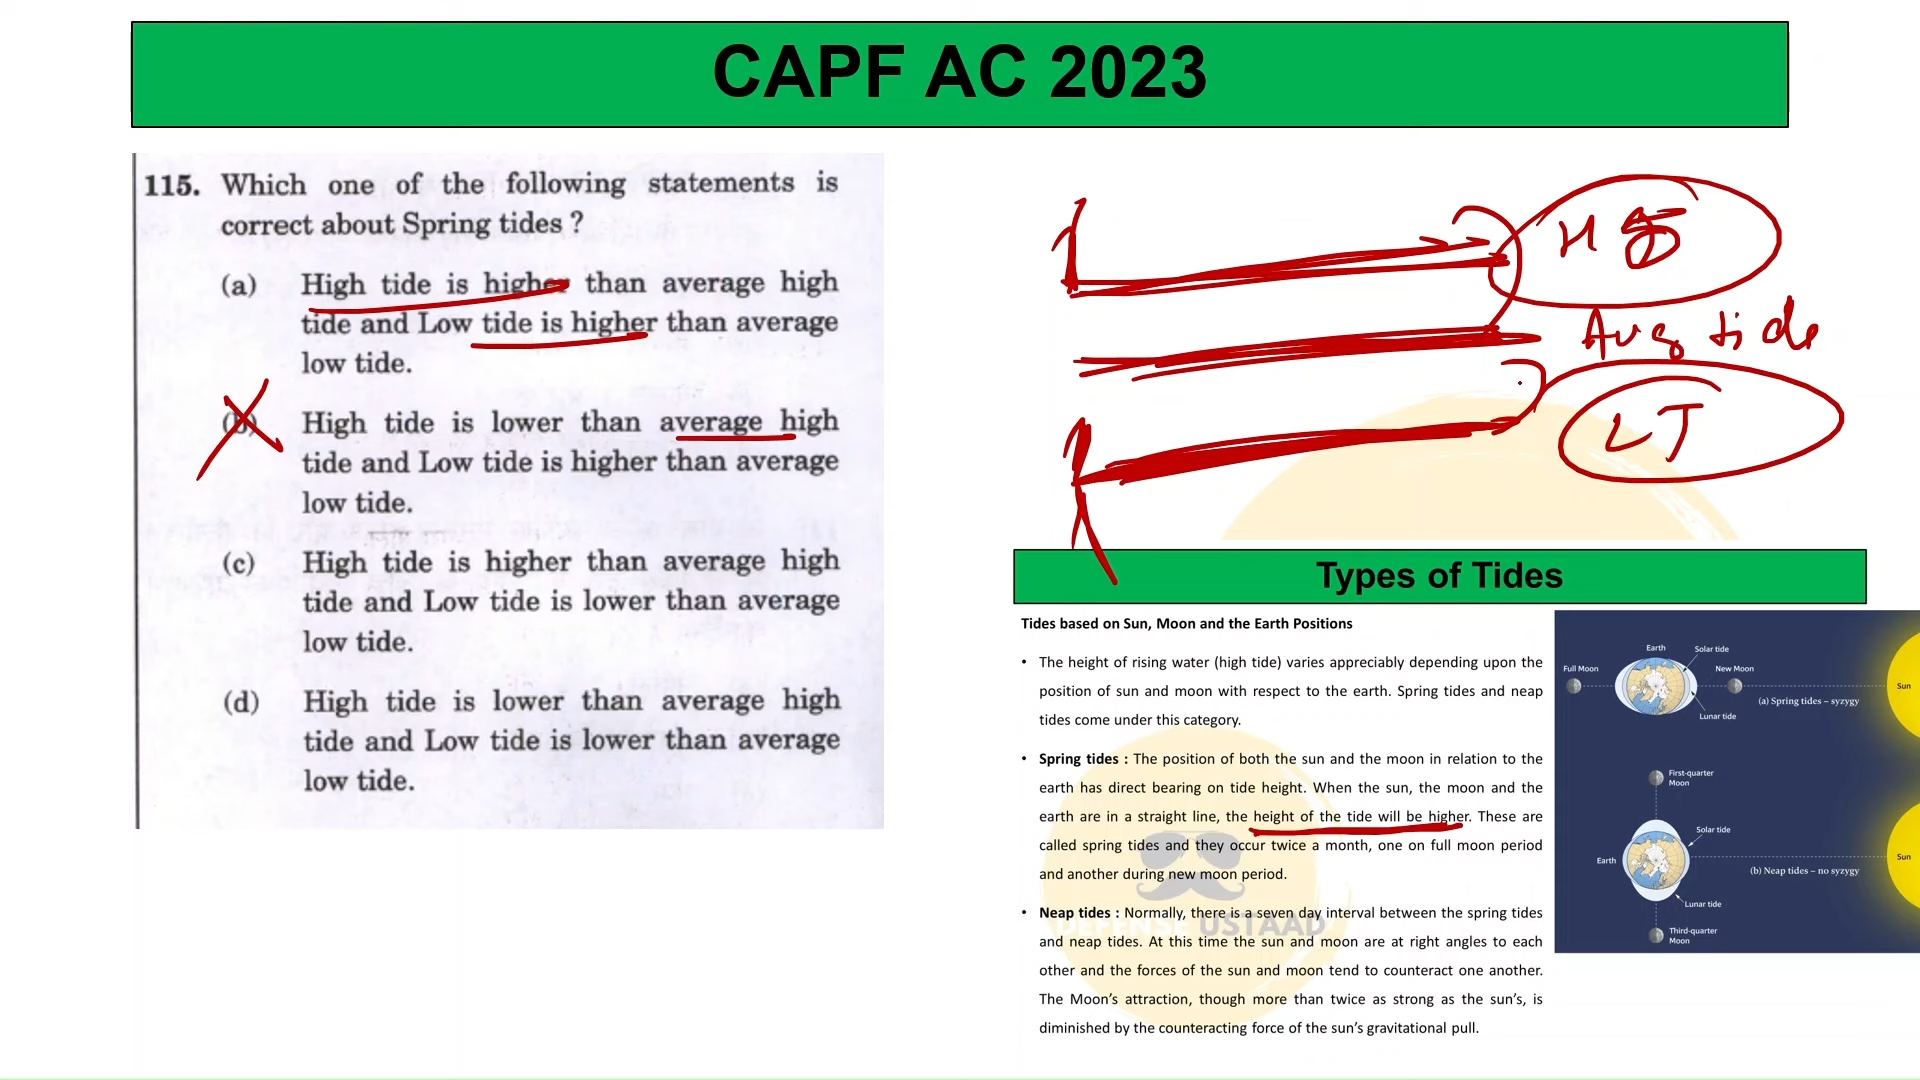 CAPF AC 2023
115. Which one of the following statements is
correct about Spring tides ?
(a) High tide is higher than average high
tide and Low tide is higher than average
low tide.
(b) High tide is lower than average high
tide and Low tide is higher than average
low tide.
(c) High tide is higher than average high
tide and Low tide is lower than average
low tide.
(d) High tide is lower than average high
tide and Low tide is lower than average
low tide.
Avg tide
LT
Types of Tides
Tides based on Sun, Moon and the Earth Positions
• The height of rising water (high tide) varies appreciably depending upon the
position of sun and moon with respect to the earth. Spring tides and neap
tides come under this category.
• Spring tides : The position of both the sun and the moon in relation to the
earth has direct bearing on tide height. When the sun, the moon and the
earth are in a straight line, the height of the tide will be higher. These are
called spring tides and they occur twice a month, one on full moon period
and another during new moon period.
• Neap tides : Normally, there is a seven day interval between the spring tides
and neap tides. At this time the sun and moon are at right angles to each
other and the forces of the sun and moon tend to counteract one another.
The Moon’s attraction, though more than twice as strong as the sun’s, is
diminished by the counteracting force of the sun’s gravitational pull.
DEFENSE USTAAD
Earth
Solar tide
Full Moon
New Moon
Sun
(a) Spring tides – syzygy
Lunar tide
First-quarter
Moon
Solar tide
Earth
Sun
(b) Neap tides – no syzygy
Lunar tide
Third-quarter
Moon